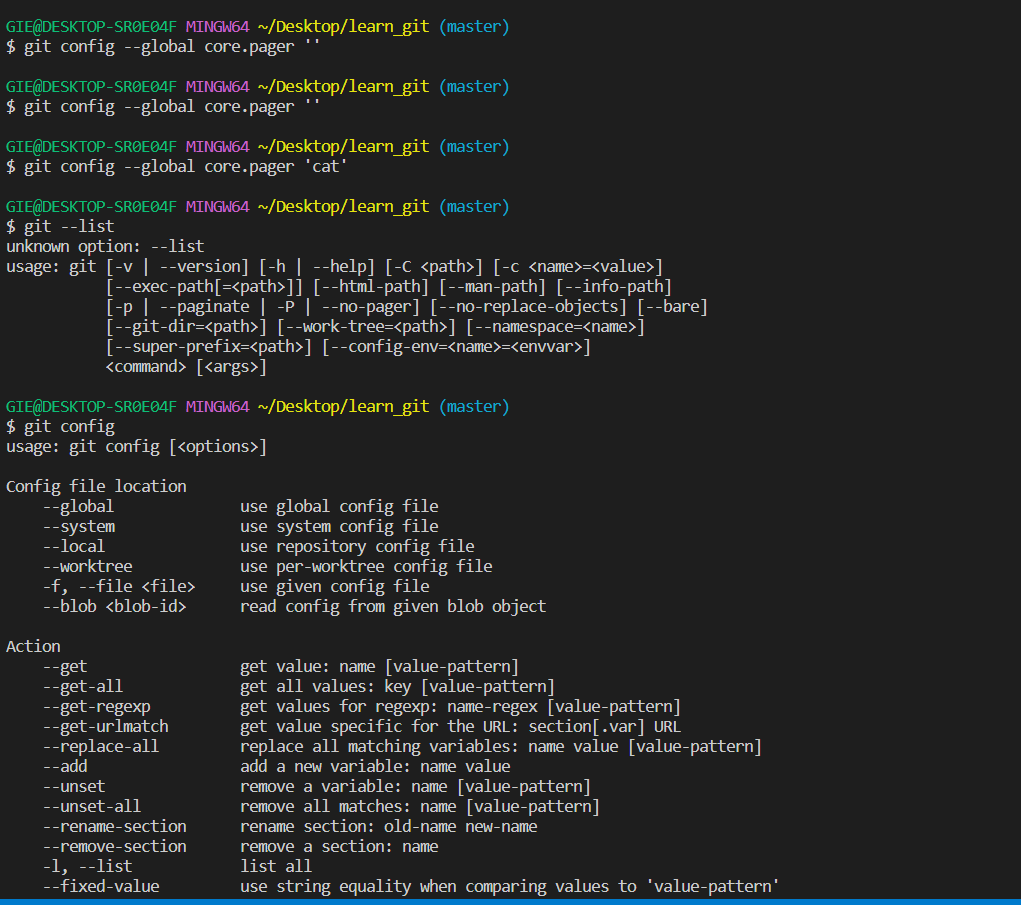 GIE@DESKTOP-SR0E04F MINGW64 ~/Desktop/learn_git (master)
$ git config --global core.pager ''
GIE@DESKTOP-SR0E04F MINGW64 ~/Desktop/learn_git (master)
$ git config --global core.pager ''
GIE@DESKTOP-SR0E04F MINGW64 ~/Desktop/learn_git (master)
$ git config --global core.pager 'cat'
GIE@DESKTOP-SR0E04F MINGW64 ~/Desktop/learn_git (master)
$ git --list
unknown option: --list
usage: git [-v | --version] [-h | --help] [-C <path>] [-c <name>=<value>]
           [--exec-path[=<path>]] [--html-path] [--man-path] [--info-path]
           [-p | --paginate | -P | --no-pager] [--no-replace-objects] [--bare]
           [--git-dir=<path>] [--work-tree=<path>] [--namespace=<name>]
           [--super-prefix=<path>] [--config-env=<name>=<envvar>]
           <command> [<args>]
GIE@DESKTOP-SR0E04F MINGW64 ~/Desktop/learn_git (master)
$ git config
usage: git config [<options>]
Config file location
    --global              use global config file
    --system              use system config file
    --local               use repository config file
    --worktree            use per-worktree config file
    -f, --file <file>     use given config file
    --blob <blob-id>      read config from given blob object
Action
    --get                 get value: name [value-pattern]
    --get-all             get all values: key [value-pattern]
    --get-regexp          get values for regexp: name-regex [value-pattern]
    --get-urlmatch        get value specific for the URL: section[.var] URL
    --replace-all         replace all matching variables: name value [value-pattern]
    --add                 add a new variable: name value
    --unset               remove a variable: name [value-pattern]
    --unset-all           remove all matches: name [value-pattern]
    --rename-section      rename section: old-name new-name
    --remove-section      remove a section: name
    -l, --list            list all
    --fixed-value         use string equality when comparing values to 'value-pattern'